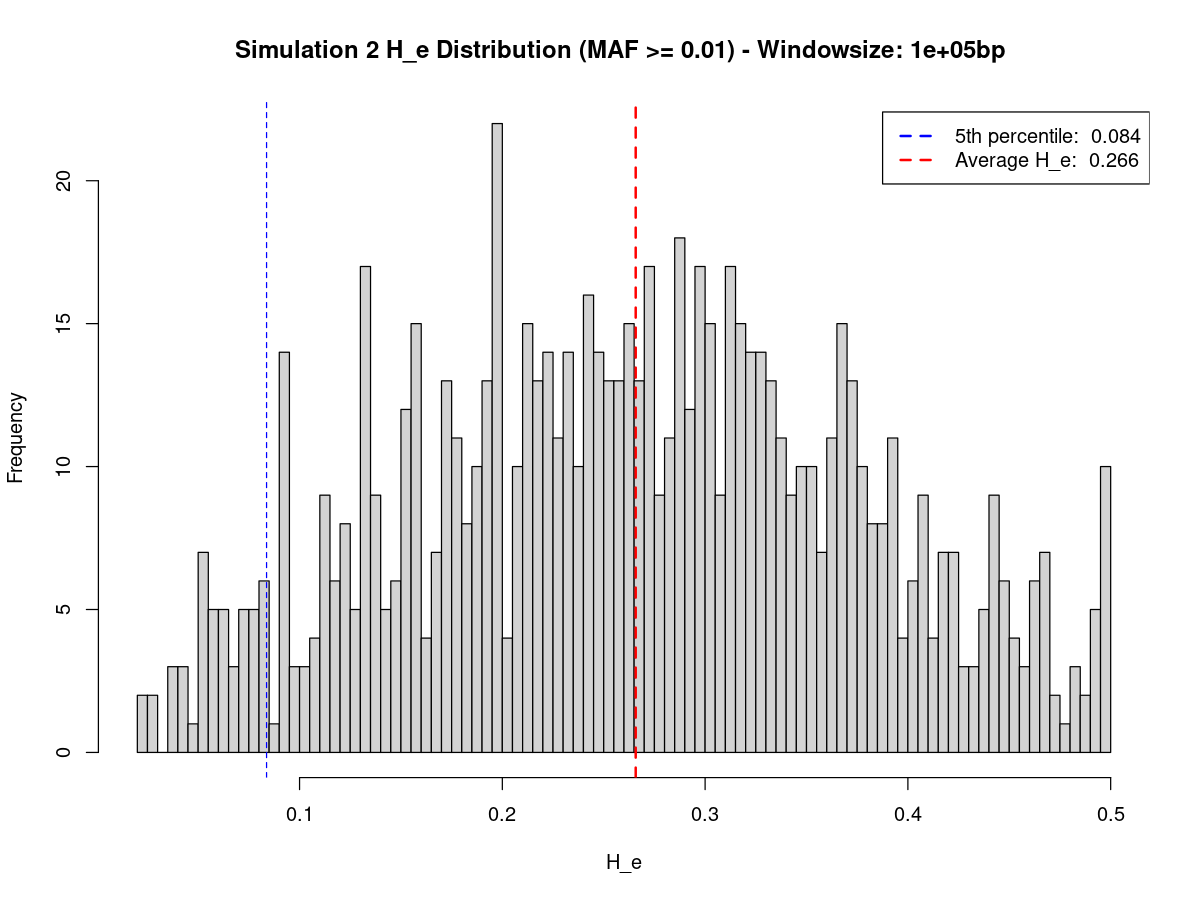 Simulation 2 H_e Distribution (MAF >= 0.01) - Windowsize: 1e+05bp
5th percentile: 0.084
Average H_e: 0.266
Frequency
20
15
10
5
0
0.1 0.2 0.3 0.4 0.5
H_e